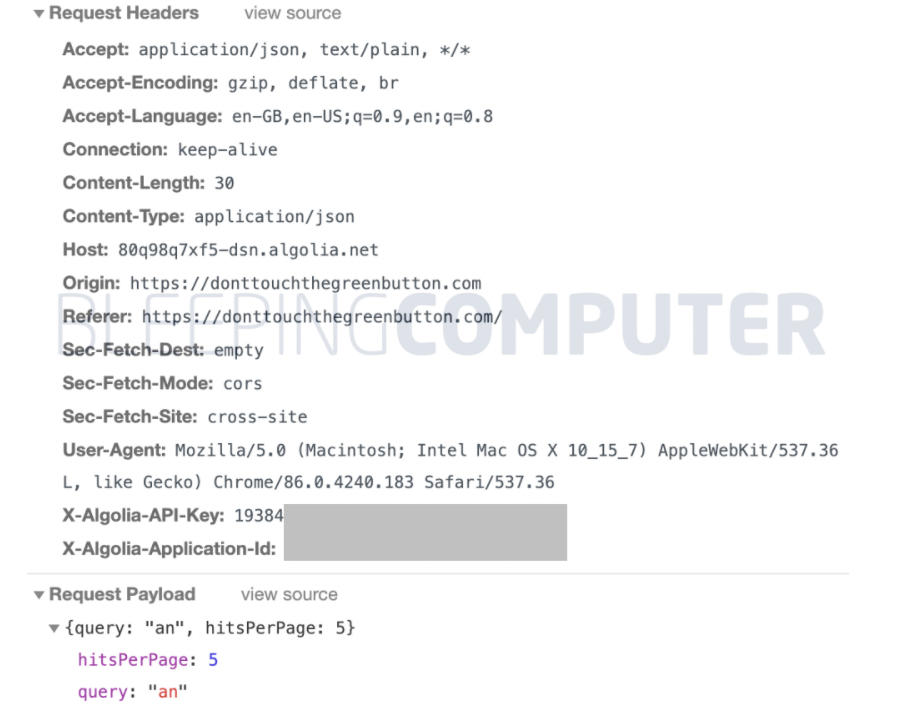 ▼ Request Headers view source
Accept: application/json, text/plain, */*
Accept-Encoding: gzip, deflate, br
Accept-Language: en-GB,en-US;q=0.9,en;q=0.8
Connection: keep-alive
Content-Length: 30
Content-Type: application/json
Host: 80q98q7xf5-dsn.algolia.net
Origin: https://donttouchthegreenbutton.com
BLEEPINGCOMPUTER
Referer: https://donttouchthegreenbutton.com/
Sec-Fetch-Dest: empty
Sec-Fetch-Mode: cors
Sec-Fetch-Site: cross-site
User-Agent: Mozilla/5.0 (Macintosh; Intel Mac OS X 10_15_7) AppleWebKit/537.36
L, like Gecko) Chrome/86.0.4240.183 Safari/537.36
X-Algolia-API-Key: 19384
X-Algolia-Application-Id:
▼ Request Payload view source
▼ {query: "an", hitsPerPage: 5}
hitsPerPage: 5
query: "an"